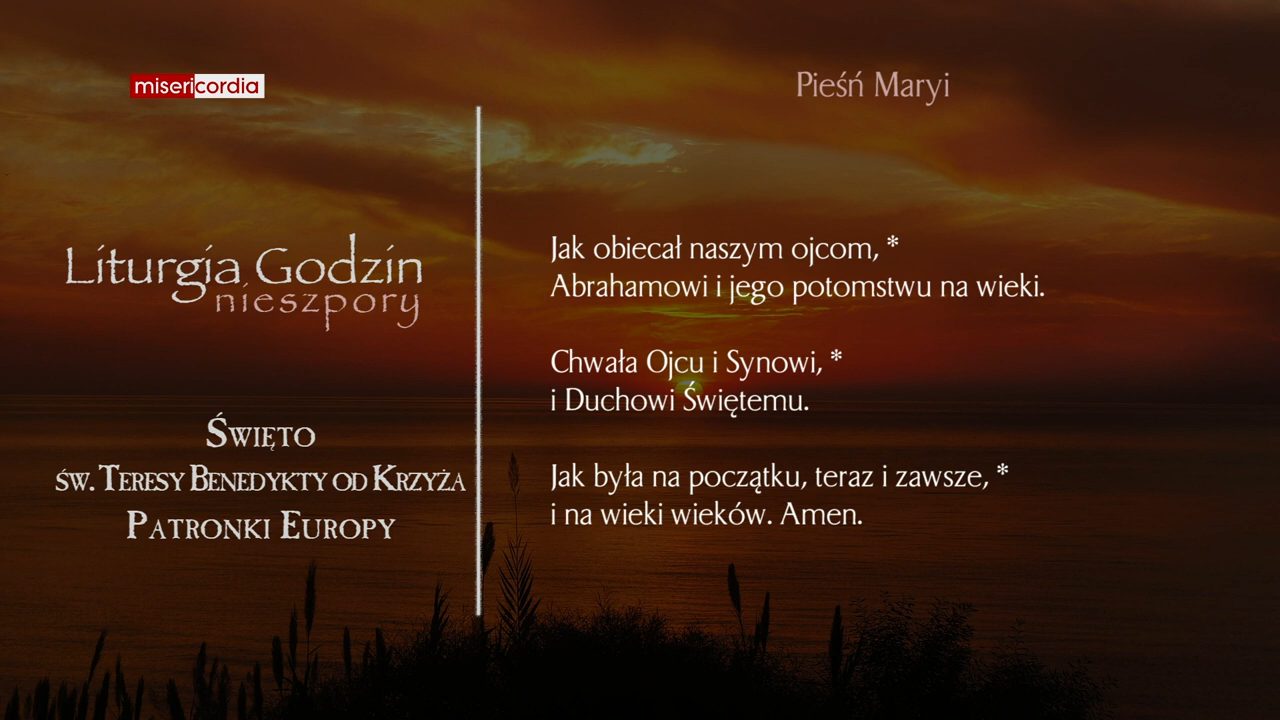 misericordia
Pieśń Maryi
Liturgia Godzin
nieszpory
Święto
św. Teresy Benedykty od Krzyża
Patronki Europy
Jak obiecał naszym ojcom, *
Abrahamowi i jego potomstwu na wieki.
Chwała Ojcu i Synowi, *
i Duchowi Świętemu.
Jak była na początku, teraz i zawsze, *
i na wieki wieków. Amen.